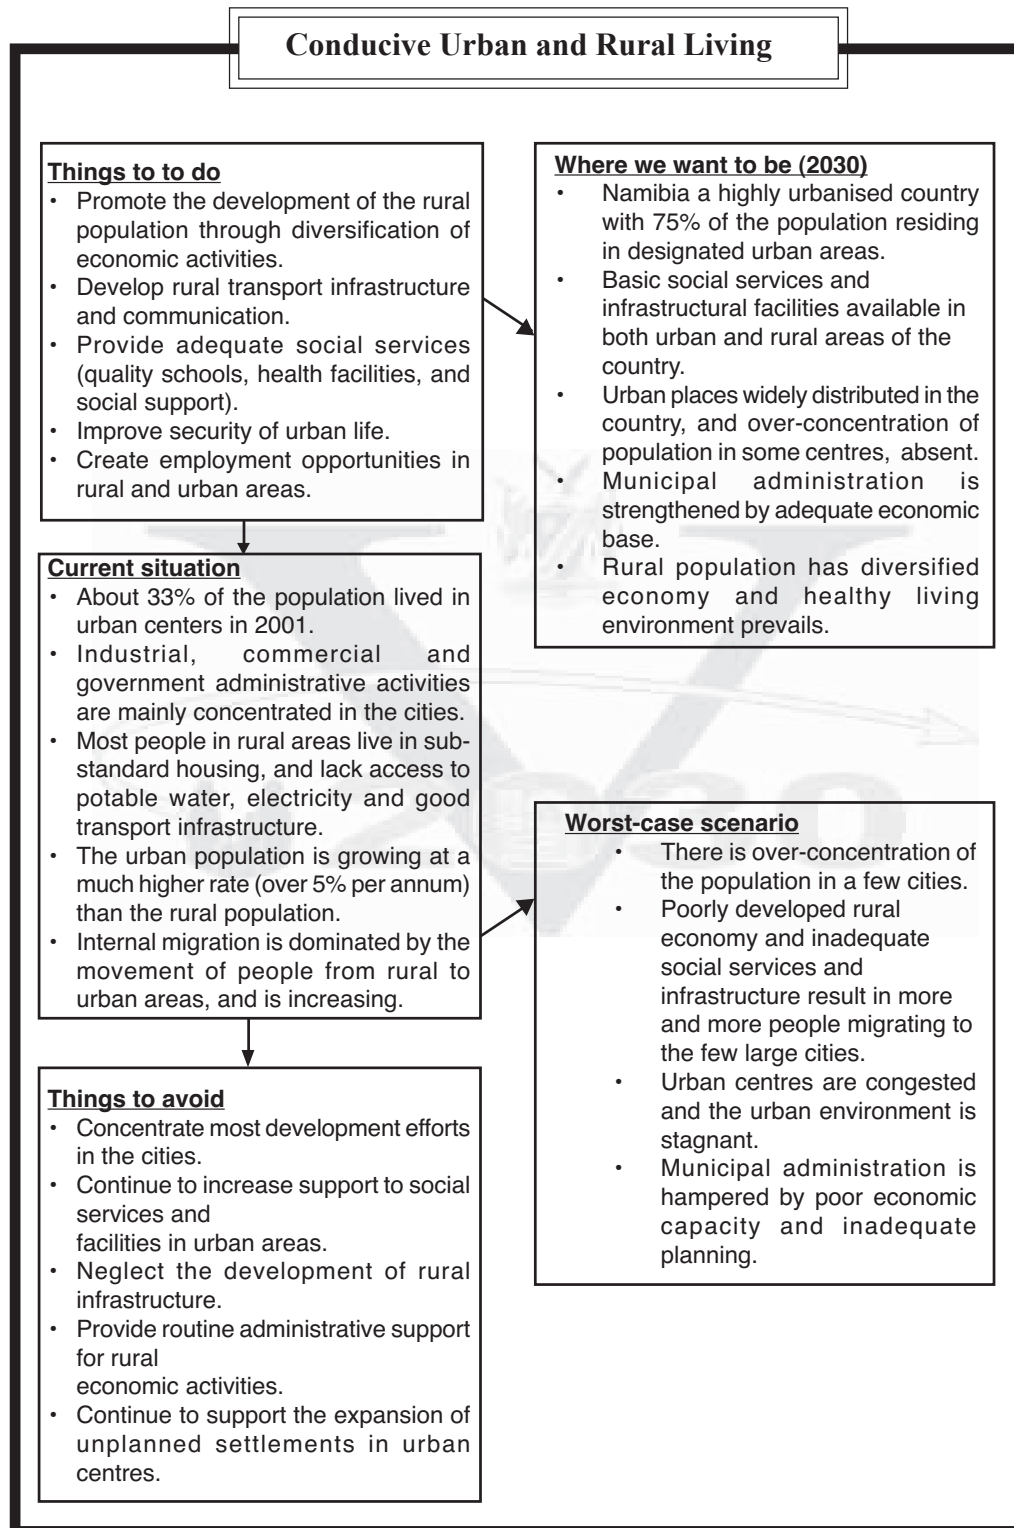 Conducive Urban and Rural Living
Things to to do
• Promote the development of the rural
population through diversification of
economic activities.
• Develop rural transport infrastructure
and communication.
• Provide adequate social services
(quality schools, health facilities, and
social support).
• Improve security of urban life.
• Create employment opportunities in
rural and urban areas.
Current situation
• About 33% of the population lived in
urban centers in 2001.
• Industrial, commercial and
government administrative activities
are mainly concentrated in the cities.
• Most people in rural areas live in sub-
standard housing, and lack access to
potable water, electricity and good
transport infrastructure.
• The urban population is growing at a
much higher rate (over 5% per annum)
than the rural population.
• Internal migration is dominated by the
movement of people from rural to
urban areas, and is increasing.
Things to avoid
• Concentrate most development efforts
in the cities.
• Continue to increase support to social
services and
facilities in urban areas.
• Neglect the development of rural
infrastructure.
• Provide routine administrative support
for rural
economic activities.
• Continue to support the expansion of
unplanned settlements in urban
centres.
Where we want to be (2030)
• Namibia a highly urbanised country
with 75% of the population residing
in designated urban areas.
• Basic social services and
infrastructural facilities available in
both urban and rural areas of the
country.
• Urban places widely distributed in the
country, and over-concentration of
population in some centres, absent.
• Municipal administration is
strengthened by adequate economic
base.
• Rural population has diversified
economy and healthy living
environment prevails.
Worst-case scenario
• There is over-concentration of
the population in a few cities.
• Poorly developed rural
economy and inadequate
social services and
infrastructure result in more
and more people migrating to
the few large cities.
• Urban centres are congested
and the urban environment is
stagnant.
• Municipal administration is
hampered by poor economic
capacity and inadequate
planning.
V
2030